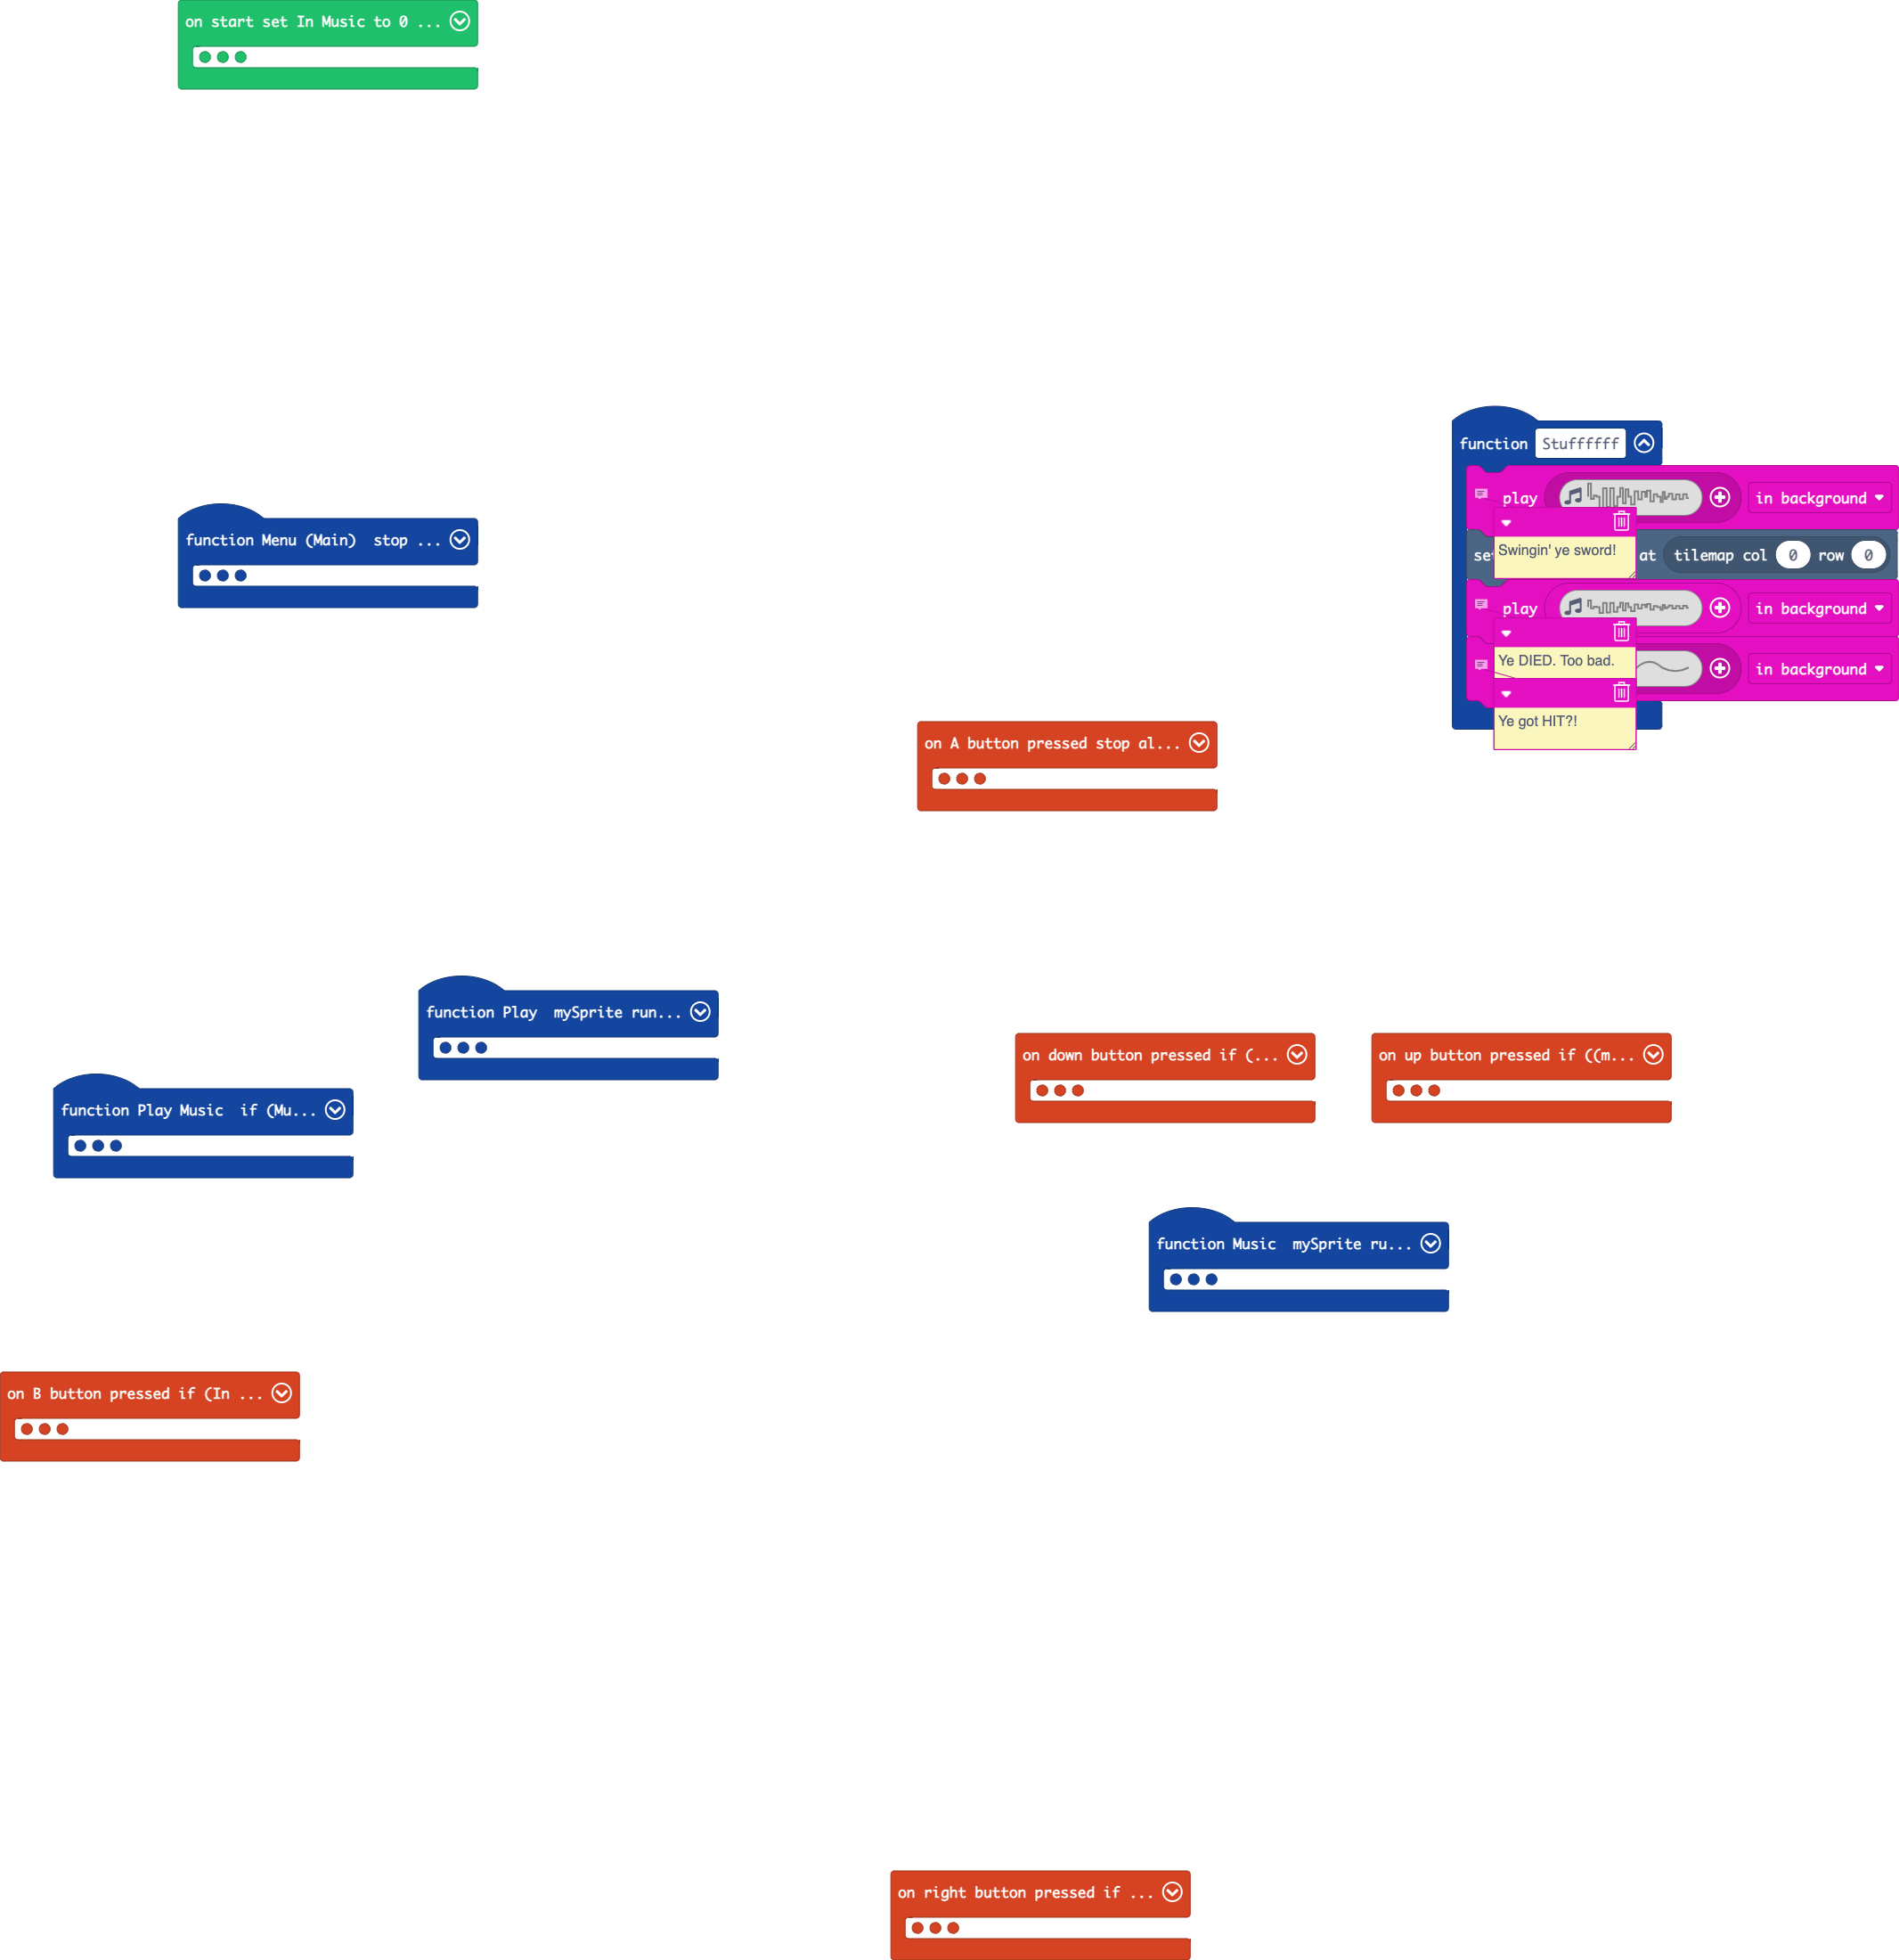 on start set In Music to 0 ...
function Stuffffff
play in background
Swingin' ye sword!
set at tilemap col 0 row 0
play in background
Ye DIED. Too bad.
in background
Ye got HIT?!
function Menu (Main)  stop ...
on A button pressed stop al...
function Play  mySprite run...
on down button pressed if (...
on up button pressed if ((m...
function Play Music  if (Mu...
function Music  mySprite ru...
on B button pressed if (In ...
on right button pressed if ...